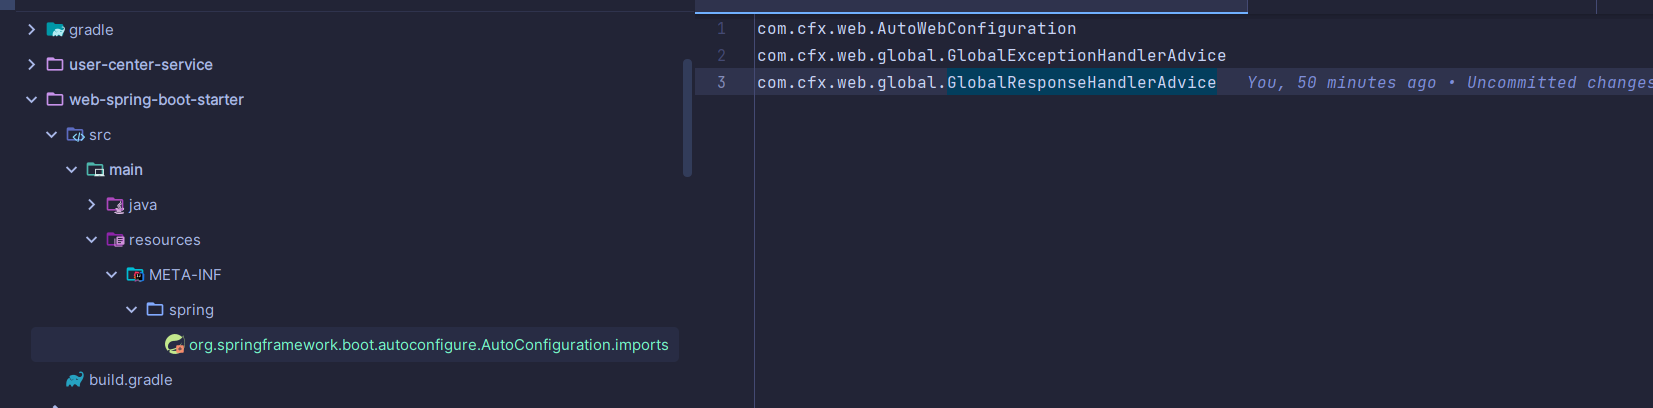 gradle
user-center-service
web-spring-boot-starter
src
main
java
resources
META-INF
spring
org.springframework.boot.autoconfigure.AutoConfiguration.imports
build.gradle
1 com.cfx.web.AutoWebConfiguration
2 com.cfx.web.global.GlobalExceptionHandlerAdvice
3 com.cfx.web.global.GlobalResponseHandlerAdvice You, 50 minutes ago • Uncommitted changes